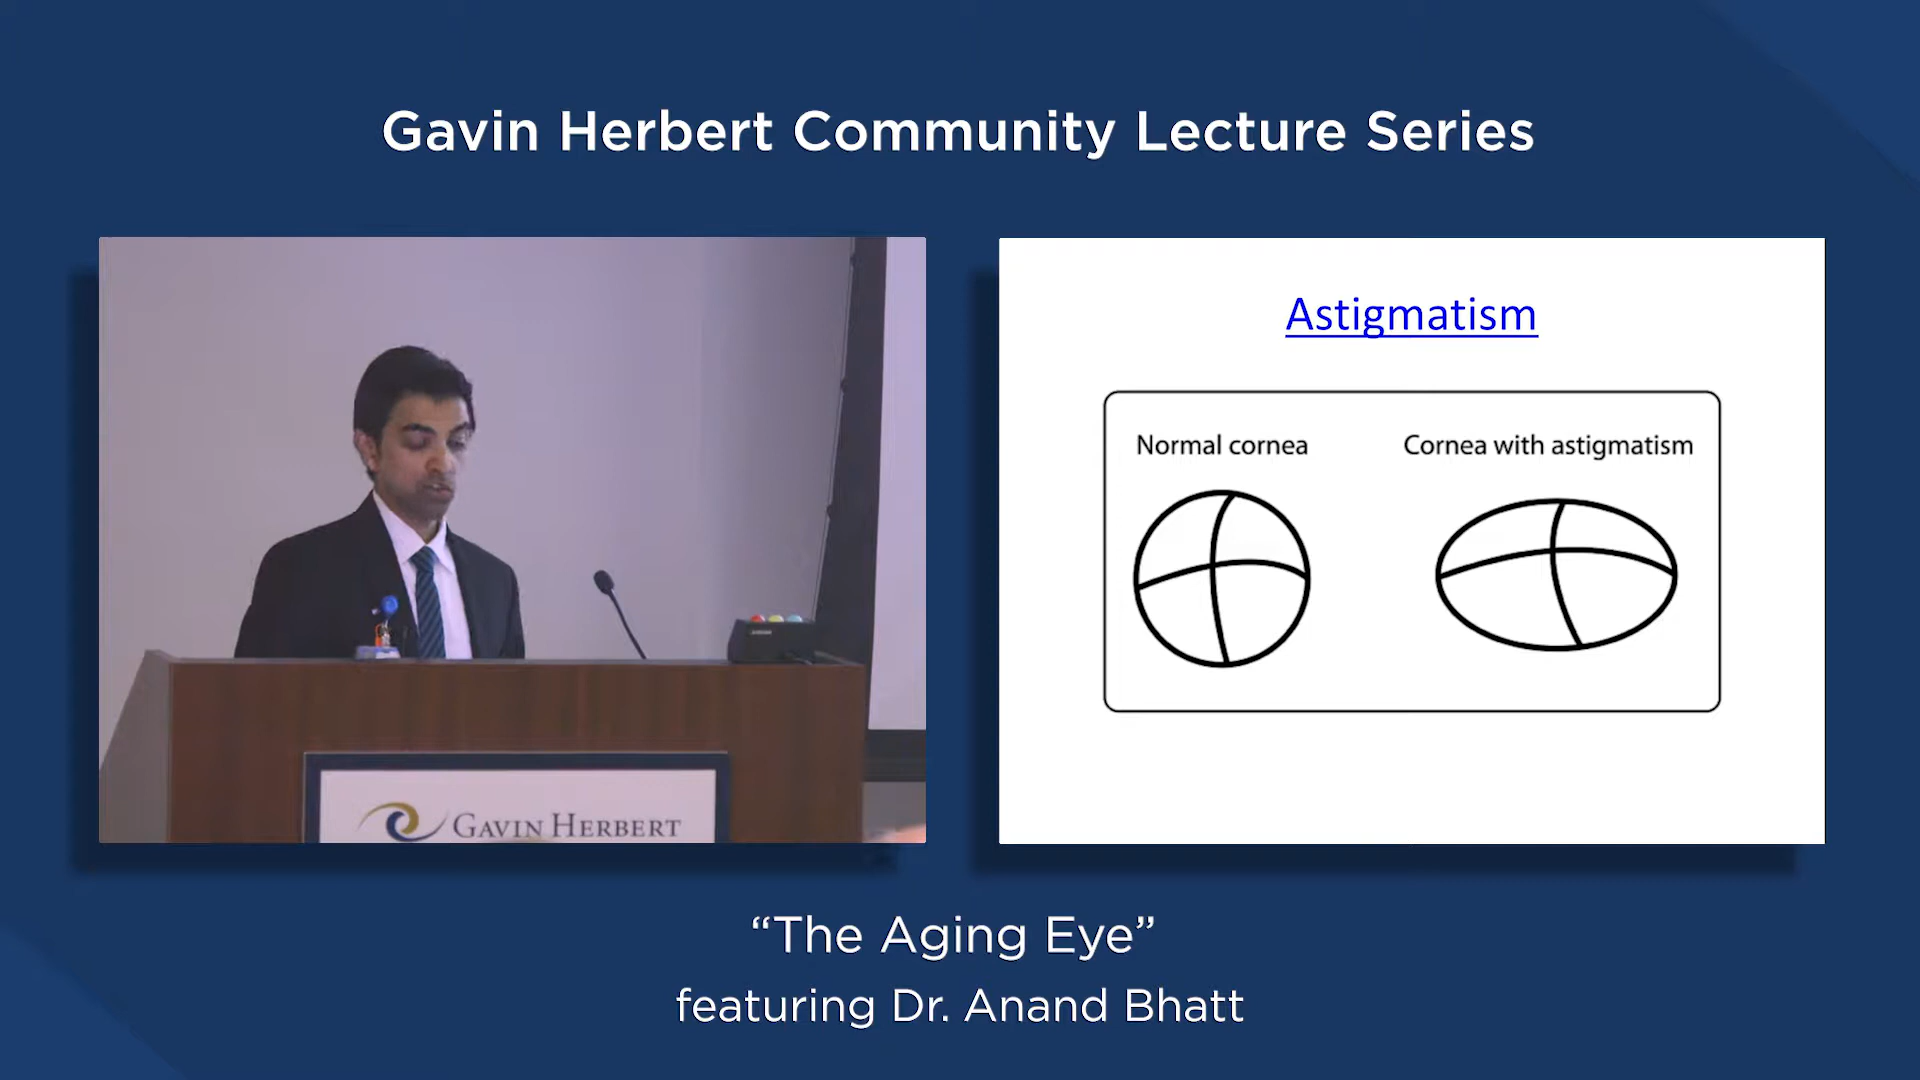 Gavin Herbert Community Lecture Series
Astigmatism
Normal cornea
Cornea with astigmatism
GAVIN HERBERT
“The Aging Eye”
featuring Dr. Anand Bhatt